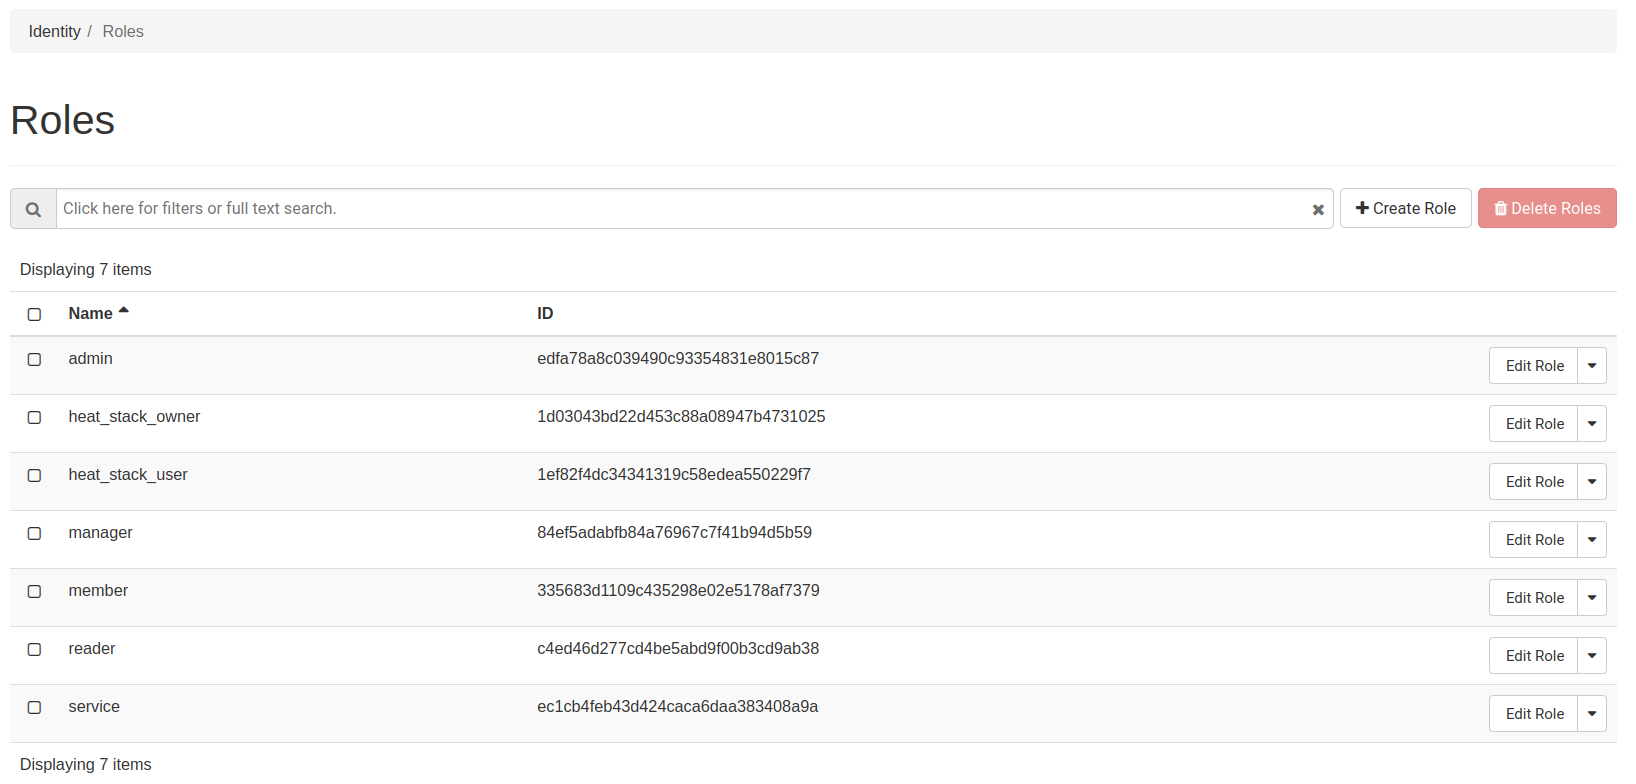 Identity / Roles
Roles
Click here for filters or full text search.
Create Role
Delete Roles
Displaying 7 items
Name ID
admin edfa78a8c039490c93354831e8015c87 Edit Role
heat_stack_owner 1d03043bd22d453c88a08947b4731025 Edit Role
heat_stack_user 1ef82f4dc34341319c58edea550229f7 Edit Role
manager 84ef5adabfb84a76967c7f41b94d5b59 Edit Role
member 335683d1109c435298e02e5178af7379 Edit Role
reader c4ed46d277cd4be5abd9f00b3cd9ab38 Edit Role
service ec1cb4feb43d424caca6daa383408a9a Edit Role
Displaying 7 items